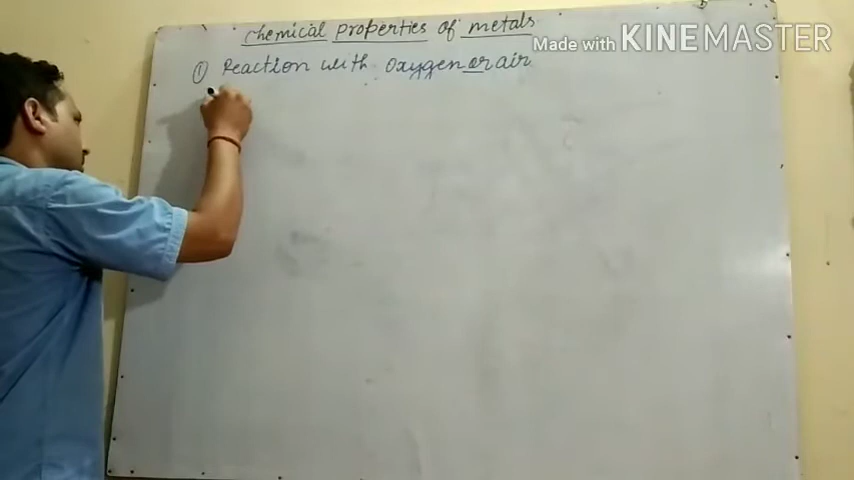 chemical properties of metals
Made with KINEMASTER
① Reaction with Oxygen or air